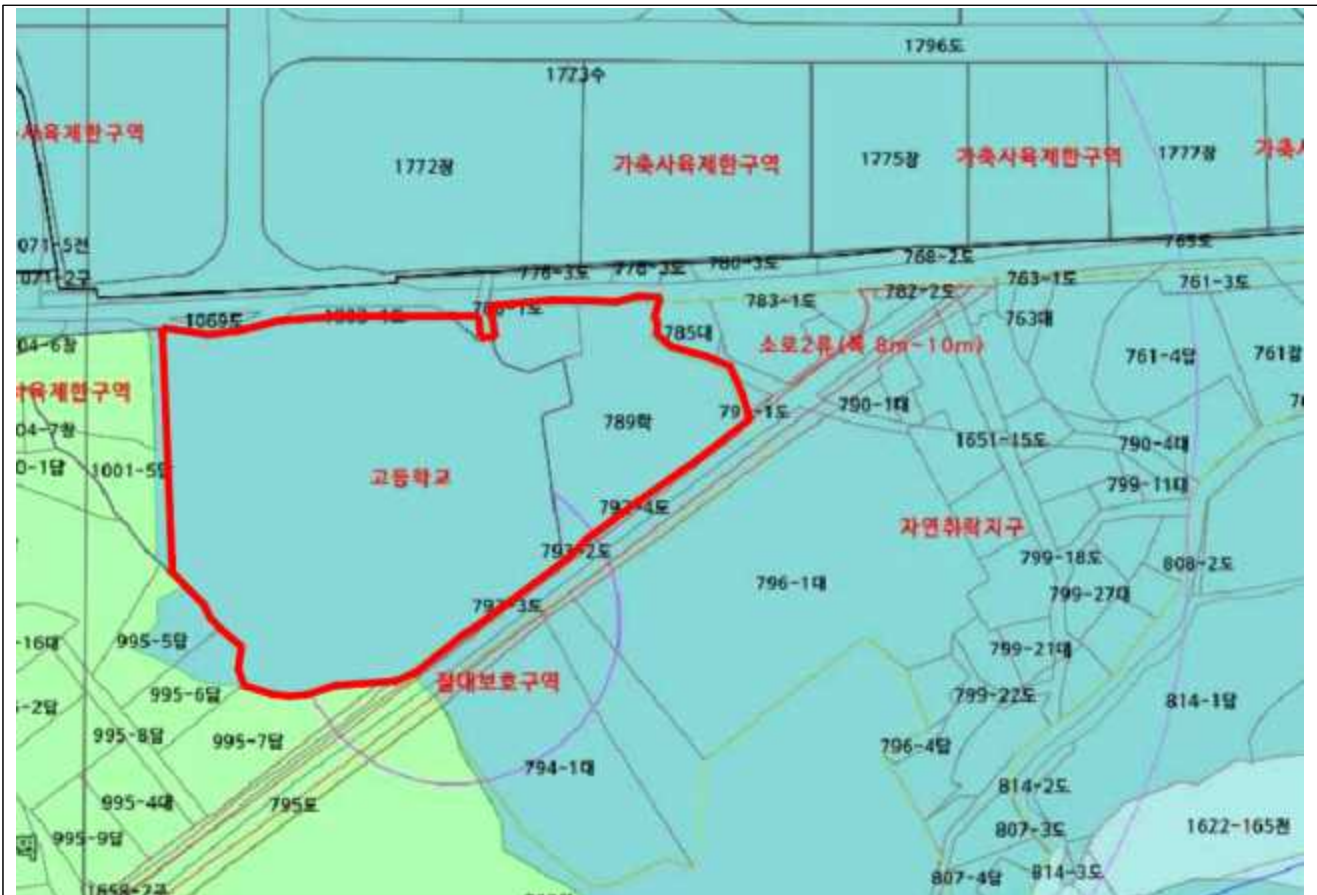 1796도
1773수
사육제한구역
1772장
가축사육제한구역
1775장
가축사육제한구역
1777장
가축
071-5전
071-2구
776-3도
778-3도
780-3도
768-2도
765도
763-1도
761-3도
782-2도
783-1도
1069도
785대
763대
소로2류(폭 8m~10m)
04-6장
761-4답
761잡
육제한구역
04-7장
790-1대
789학
1651-15도
790-4대
0-1답
1001-5답
고등학교
799-11대
797-4도
자연취락지구
797-2도
799-18도
808-2도
796-1대
799-27대
797-3도
-16대
995-5답
799-21대
절대보호구역
995-6답
799-22도
814-1답
-2답
995-8답
995-7답
796-4답
794-1대
814-2도
995-4대
795도
807-3도
1622-165천
995-9답
807-4답
814-3도